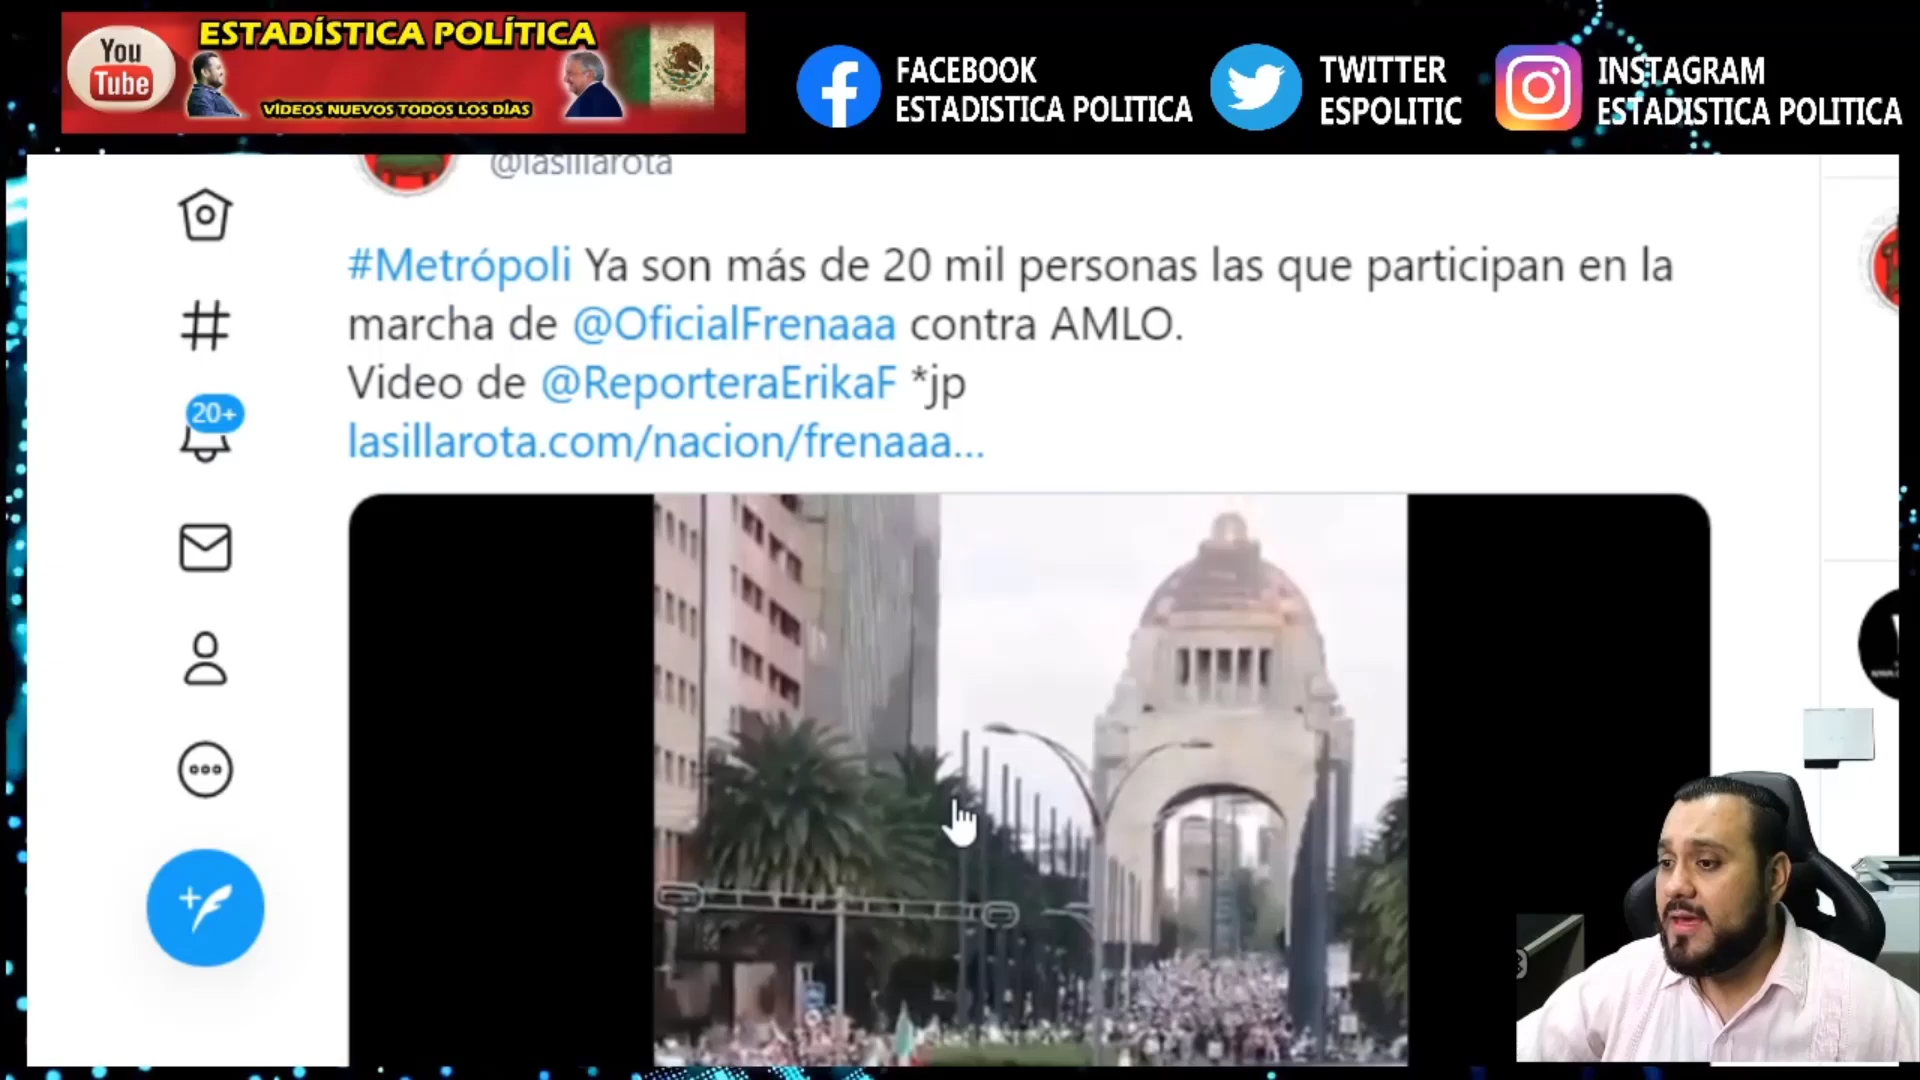 You
Tube
ESTADÍSTICA POLÍTICA
VÍDEOS NUEVOS TODOS LOS DÍAS
FACEBOOK
ESTADISTICA POLITICA
TWITTER
ESPOLITIC
INSTAGRAM
ESTADISTICA POLITICA
@lasillarota
#Metrópoli Ya son más de 20 mil personas las que participan en la
marcha de @OficialFrenaaa contra AMLO.
Video de @ReporteraErikaF *jp
lasillarota.com/nacion/frenaaa...
20+